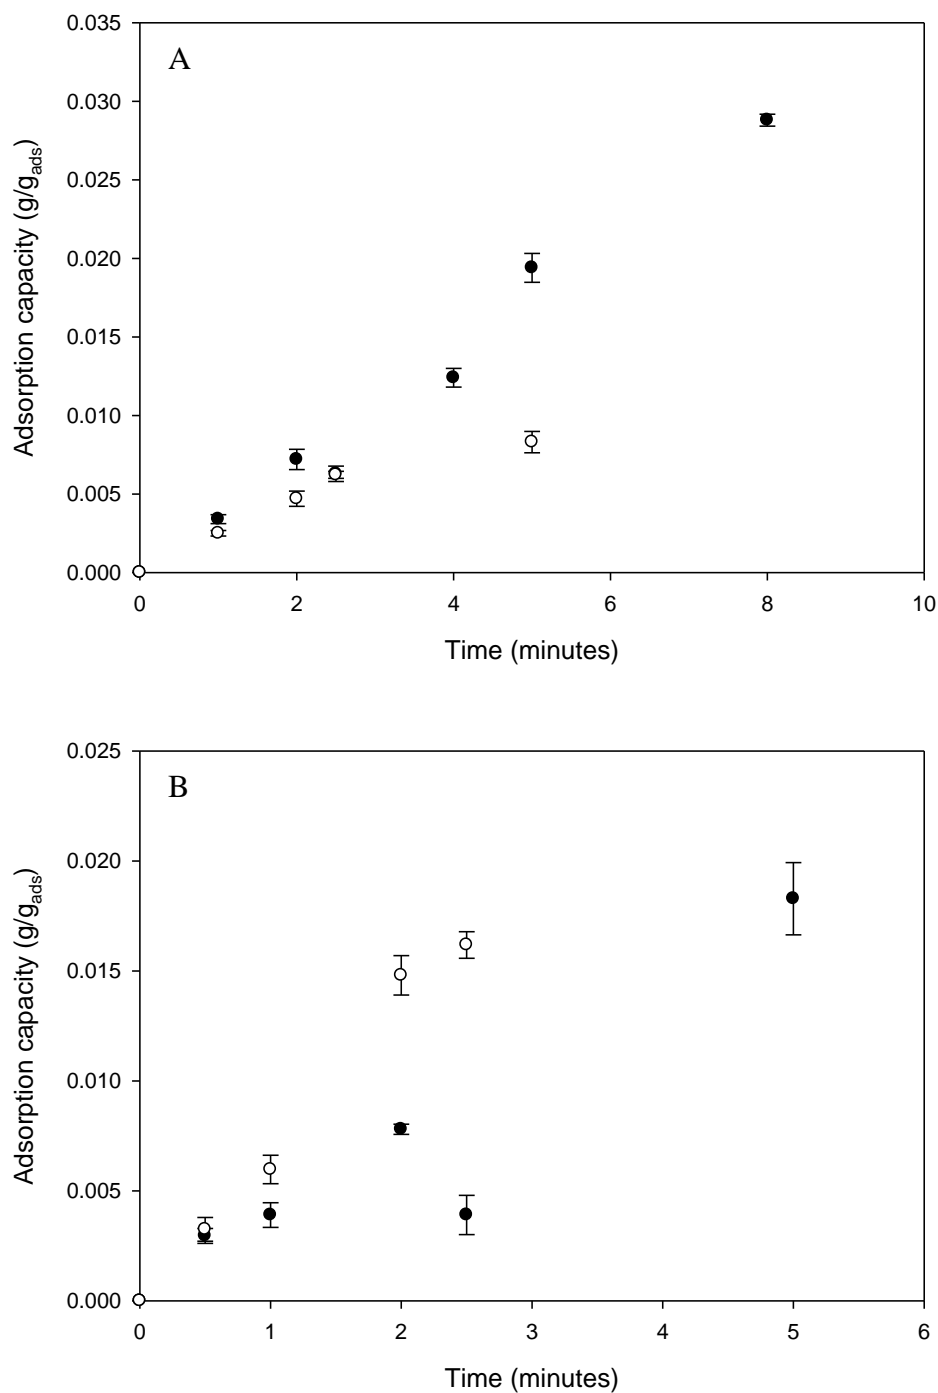 0.035
A
0.030
0.025
0.020
0.015
0.010
0.005
0.000
Adsorption capacity (g/gads)
0 2 4 6 8 10
Time (minutes)
0.025
B
0.020
0.015
0.010
0.005
0.000
Adsorption capacity (g/gads)
0 1 2 3 4 5 6
Time (minutes)